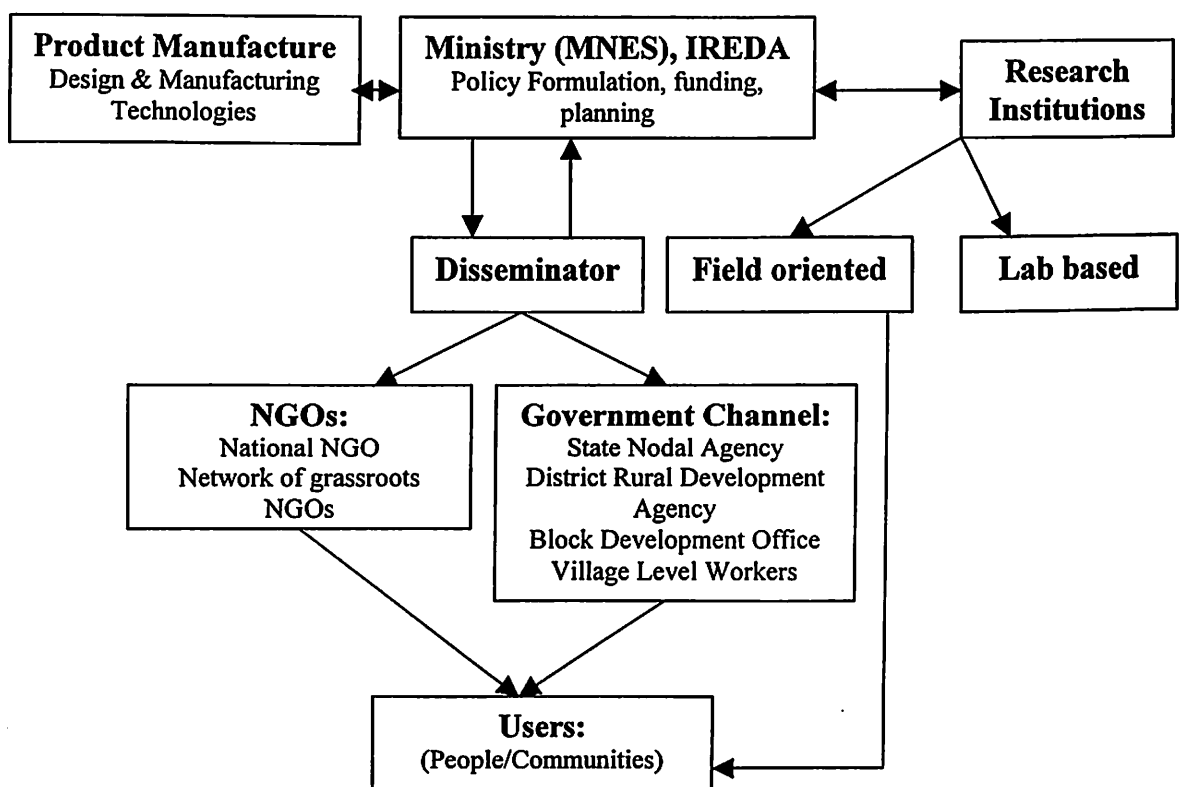 Product Manufacture
Design & Manufacturing
Technologies
Ministry (MNES), IREDA
Policy Formulation, funding,
planning
Research
Institutions
Disseminator
Field oriented
Lab based
NGOs:
National NGO
Network of grassroots
NGOs
Government Channel:
State Nodal Agency
District Rural Development
Agency
Block Development Office
Village Level Workers
Users:
(People/Communities)